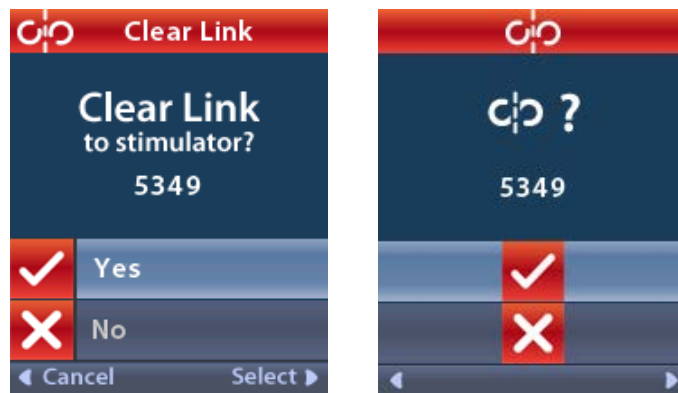 Clear Link
Clear Link
to stimulator?
5349
Yes
No
Cancel Select
?
5349